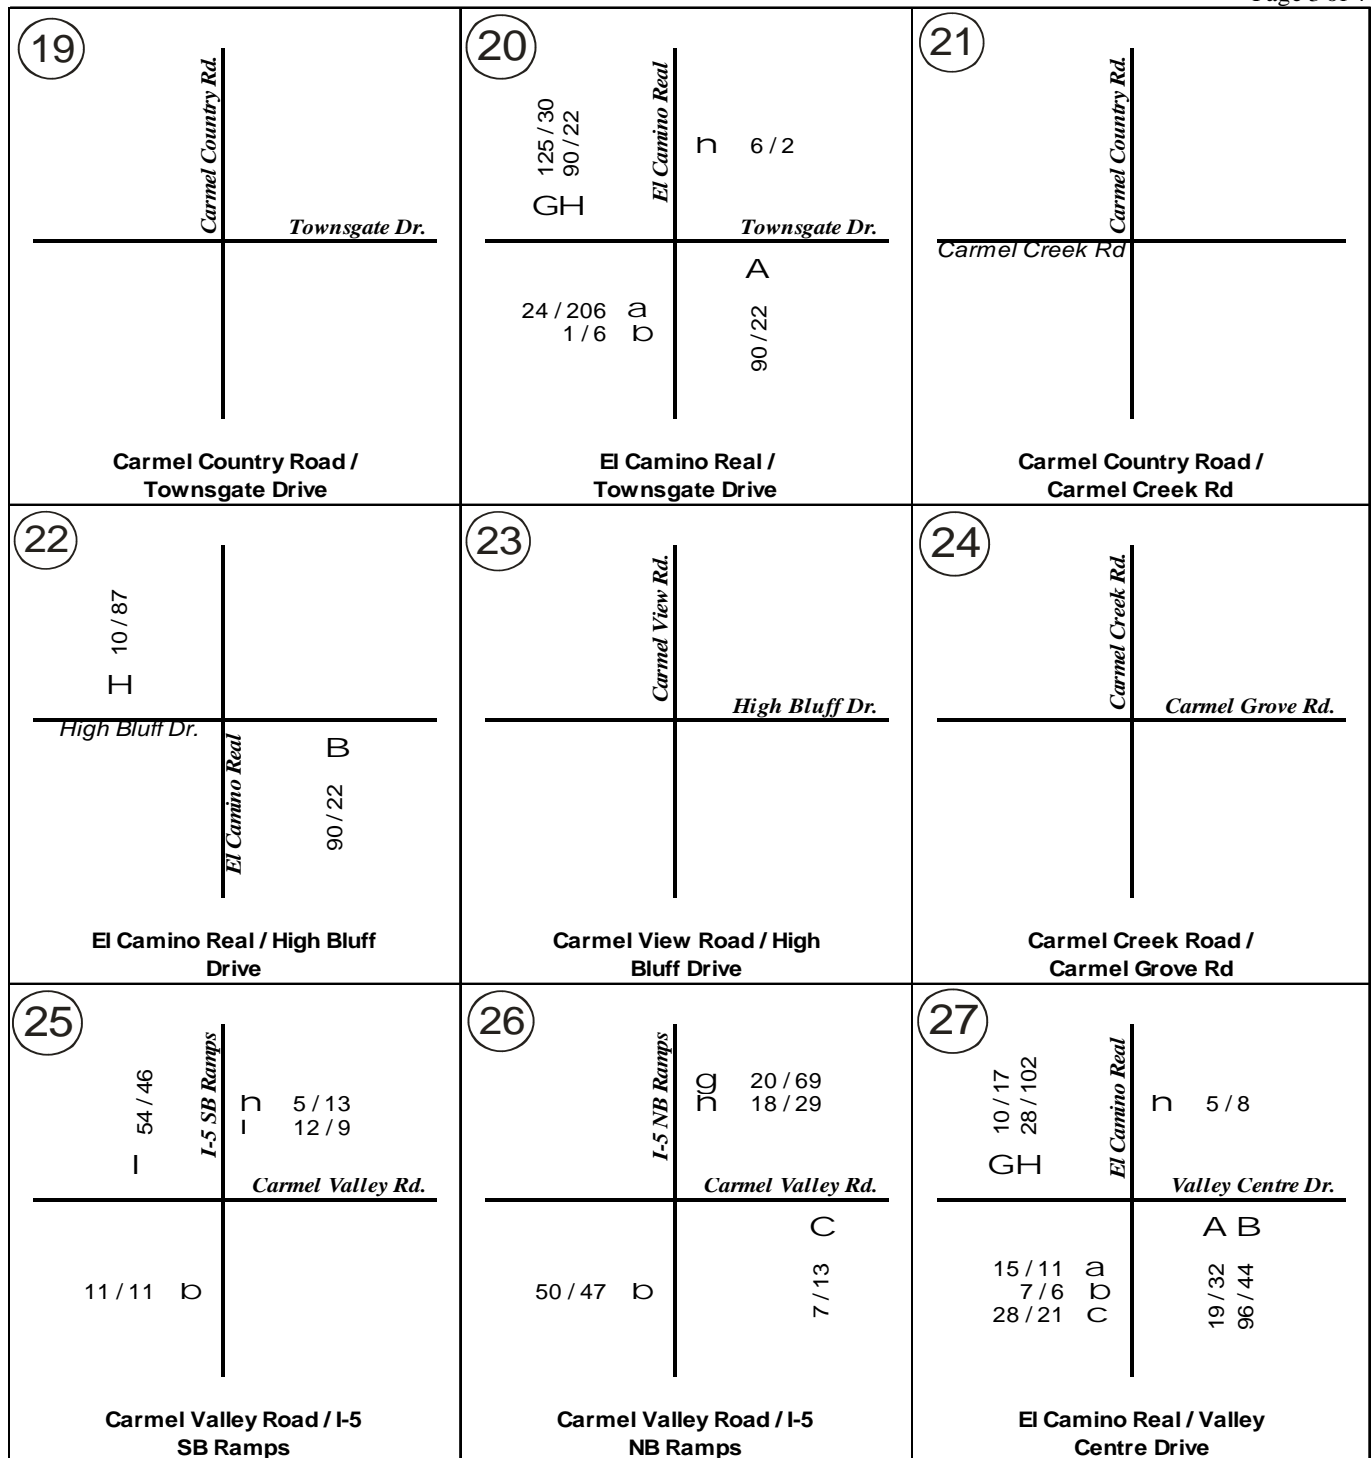 19
Carmel Country Rd.
Townsgate Dr.
Carmel Country Road /
Townsgate Drive
20
125 / 30
90 / 22
GH
El Camino Real
h 6 / 2
Townsgate Dr.
24 / 206 a
1 / 6 b
A
90 / 22
El Camino Real /
Townsgate Drive
21
Carmel Country Rd.
Carmel Creek Rd
Carmel Country Road /
Carmel Creek Rd
22
10 / 87
H
High Bluff Dr.
El Camino Real
B
90 / 22
El Camino Real / High Bluff
Drive
23
Carmel View Rd.
High Bluff Dr.
Carmel View Road / High
Bluff Drive
24
Carmel Creek Rd.
Carmel Grove Rd.
Carmel Creek Road /
Carmel Grove Rd
25
54 / 46
I
I-5 SB Ramps
h 5 / 13
i 12 / 9
Carmel Valley Rd.
11 / 11 b
Carmel Valley Road / I-5
SB Ramps
26
I-5 NB Ramps
g 20 / 69
h 18 / 29
Carmel Valley Rd.
50 / 47 b
C
7 / 13
Carmel Valley Road / I-5
NB Ramps
27
10 / 17
28 / 102
GH
El Camino Real
h 5 / 8
Valley Centre Dr.
15 / 11 a
7 / 6 b
28 / 21 c
A B
19 / 32
96 / 44
El Camino Real / Valley
Centre Drive